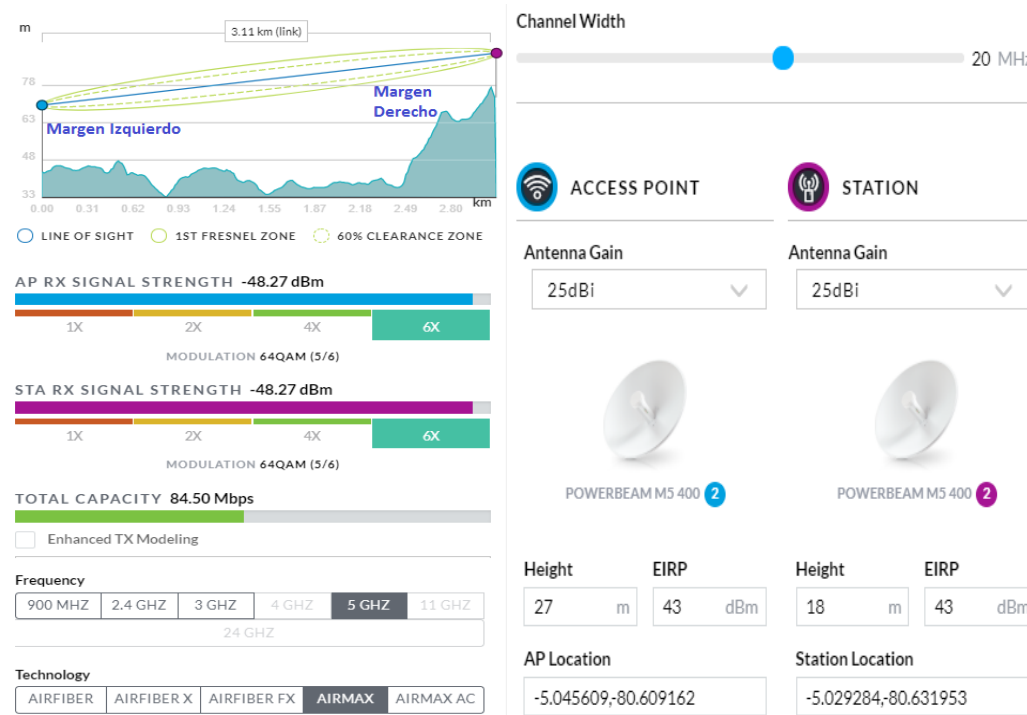 m
3.11 km (link)
78
63
48
33
Margen Izquierdo
Margen
Derecho
0.00 0.31 0.62 0.93 1.24 1.55 1.87 2.18 2.49 2.80 km
LINE OF SIGHT 1ST FRESNEL ZONE 60% CLEARANCE ZONE
AP RX SIGNAL STRENGTH -48.27 dBm
1X 2X 4X 6X
MODULATION 64QAM (5/6)
STA RX SIGNAL STRENGTH -48.27 dBm
1X 2X 4X 6X
MODULATION 64QAM (5/6)
TOTAL CAPACITY 84.50 Mbps
Enhanced TX Modeling
Frequency
900 MHZ 2.4 GHZ 3 GHZ 4 GHZ 5 GHZ 11 GHZ
24 GHZ
Technology
AIRFIBER AIRFIBER X AIRFIBER FX AIRMAX AIRMAX AC
Channel Width
20 MHz
ACCESS POINT
Antenna Gain
25dBi
POWERBEAM M5 400 2
Height EIRP
27 m 43 dBm
AP Location
-5.045609,-80.609162
STATION
Antenna Gain
25dBi
POWERBEAM M5 400 2
Height EIRP
18 m 43 dBm
Station Location
-5.029284,-80.631953